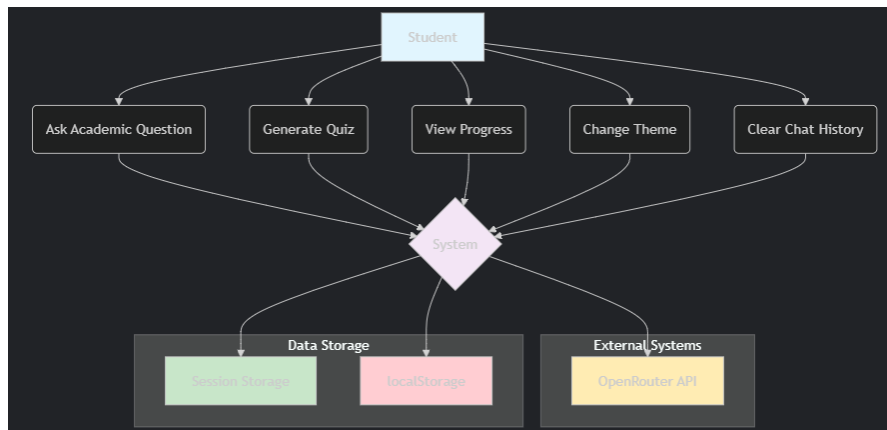 Student
Ask Academic Question
Generate Quiz
View Progress
Change Theme
Clear Chat History
System
Data Storage
External Systems
Session Storage
localStorage
OpenRouter API